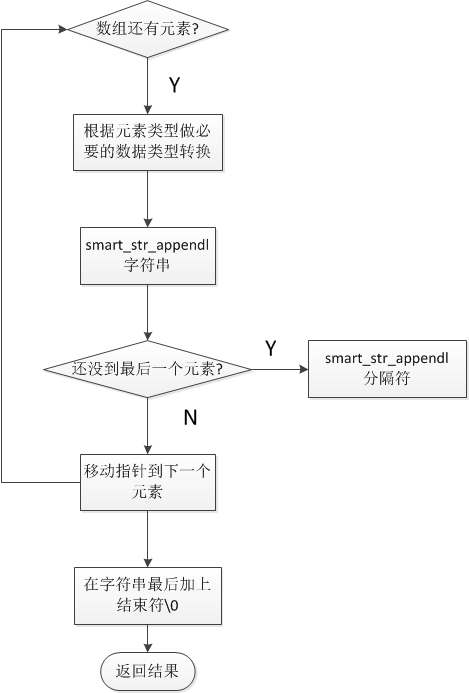 数组还有元素?
Y
根据元素类型做必
要的数据类型转换
smart_str_appendl
字符串
还没到最后一个元素?
Y
smart_str_appendl
分隔符
N
移动指针到下一个
元素
在字符串最后加上
结束符\0
返回结果